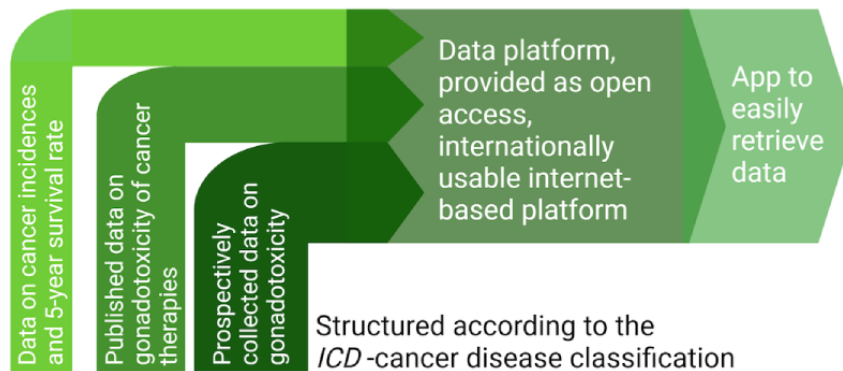 Data on cancer incidences
and 5-year survival rate
Published data on
gonadotoxicity of cancer
therapies
Prospectively
collected data on
gonadotoxicity
Data platform,
provided as open
access,
internationally
usable internet-
based platform
App to
easily
retrieve
data
Structured according to the
ICD -cancer disease classification